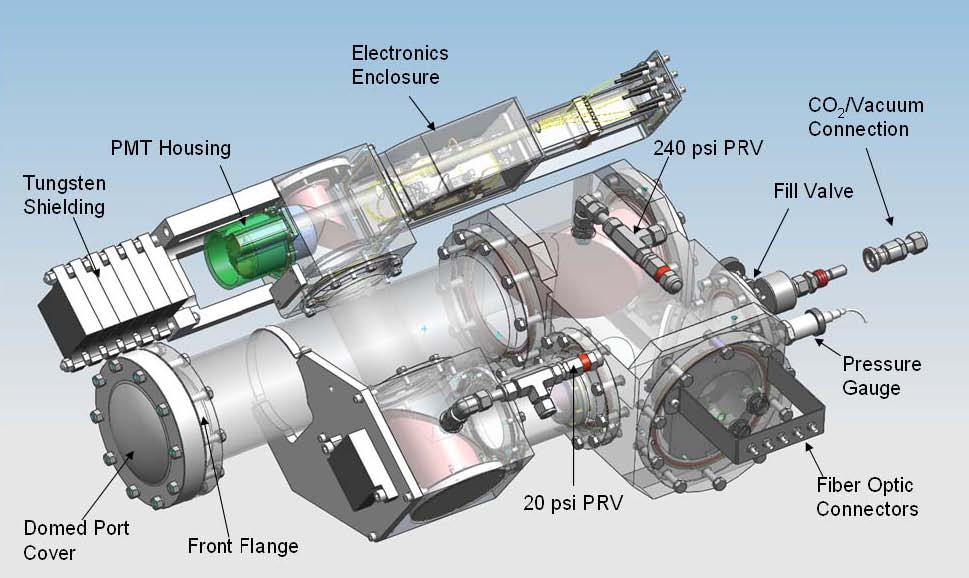 Electronics
Enclosure
CO₂/Vacuum
Connection
PMT Housing
240 psi PRV
Tungsten
Shielding
Fill Valve
Pressure
Gauge
Fiber Optic
Connectors
20 psi PRV
Domed Port
Cover
Front Flange